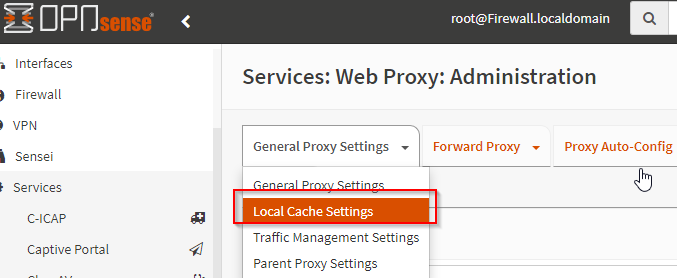 OPNsense®
root@Firewall.localdomain
Interfaces
Firewall
VPN
Sensei
Services
C-ICAP
Captive Portal
Services: Web Proxy: Administration
General Proxy Settings
Forward Proxy
Proxy Auto-Config
General Proxy Settings
Local Cache Settings
Traffic Management Settings
Parent Proxy Settings